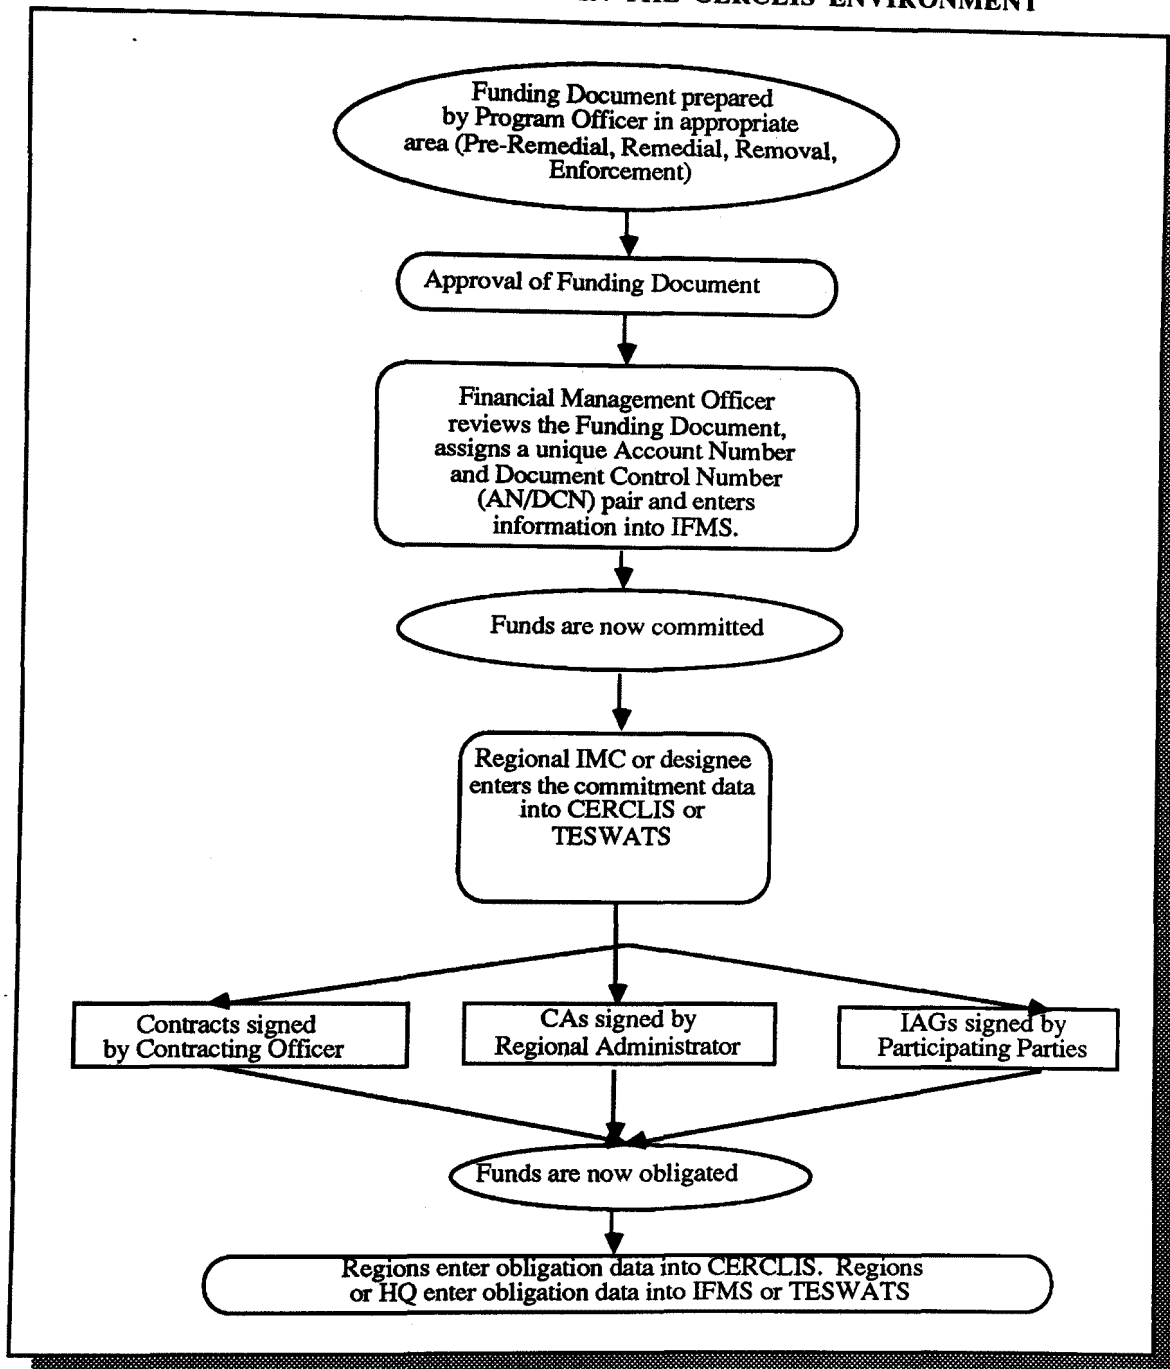 IN THE CERCLIS ENVIRONMENT
Funding Document prepared
by Program Officer in appropriate
area (Pre-Remedial, Remedial, Removal,
Enforcement)
Approval of Funding Document
Financial Management Officer
reviews the Funding Document,
assigns a unique Account Number
and Document Control Number
(AN/DCN) pair and enters
information into IFMS.
Funds are now committed
Regional IMC or designee
enters the commitment data
into CERCLIS or
TESWATS
Contracts signed
by Contracting Officer
CAs signed by
Regional Administrator
IAGs signed by
Participating Parties
Funds are now obligated
Regions enter obligation data into CERCLIS. Regions
or HQ enter obligation data into IFMS or TESWATS